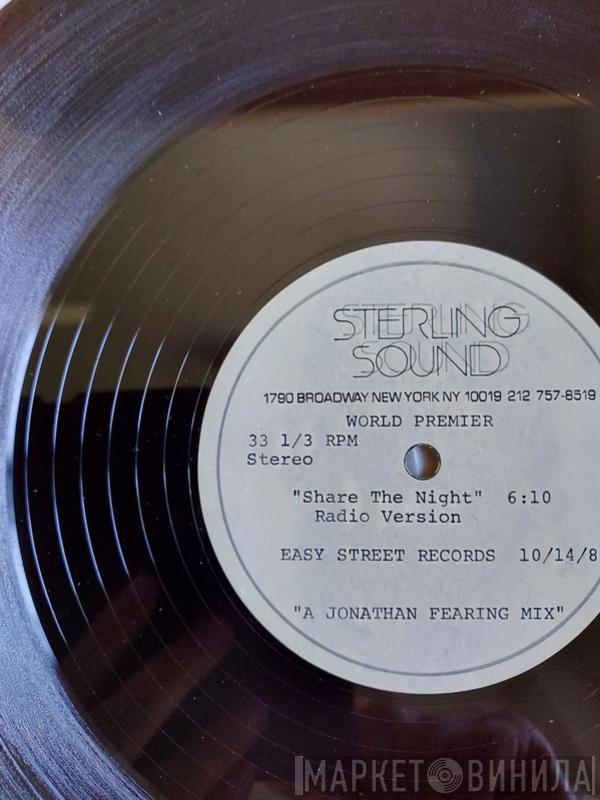 STERLING
SOUND
1790 BROADWAY NEW YORK NY 10019 212 757-8519
WORLD PREMIER
33 1/3 RPM
Stereo
"Share The Night" 6:10
Radio Version
EASY STREET RECORDS 10/14/8
"A JONATHAN FEARING MIX"
МАРКЕТ ВИНИЛА